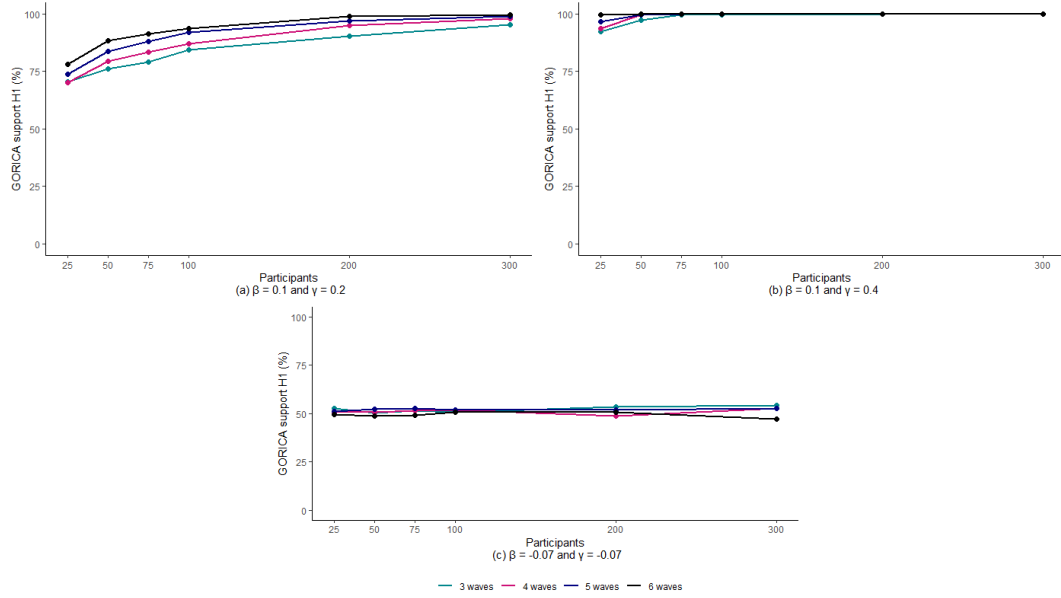 GORICA support H1 (%)
100
75
50
25
0
25 50 75 100 200 300
Participants
(a) β = 0.1 and γ = 0.2
GORICA support H1 (%)
100
75
50
25
0
25 50 75 100 200 300
Participants
(b) β = 0.1 and γ = 0.4
GORICA support H1 (%)
100
75
50
25
0
25 50 75 100 200 300
Participants
(c) β = -0.07 and γ = -0.07
3 waves 4 waves 5 waves 6 waves